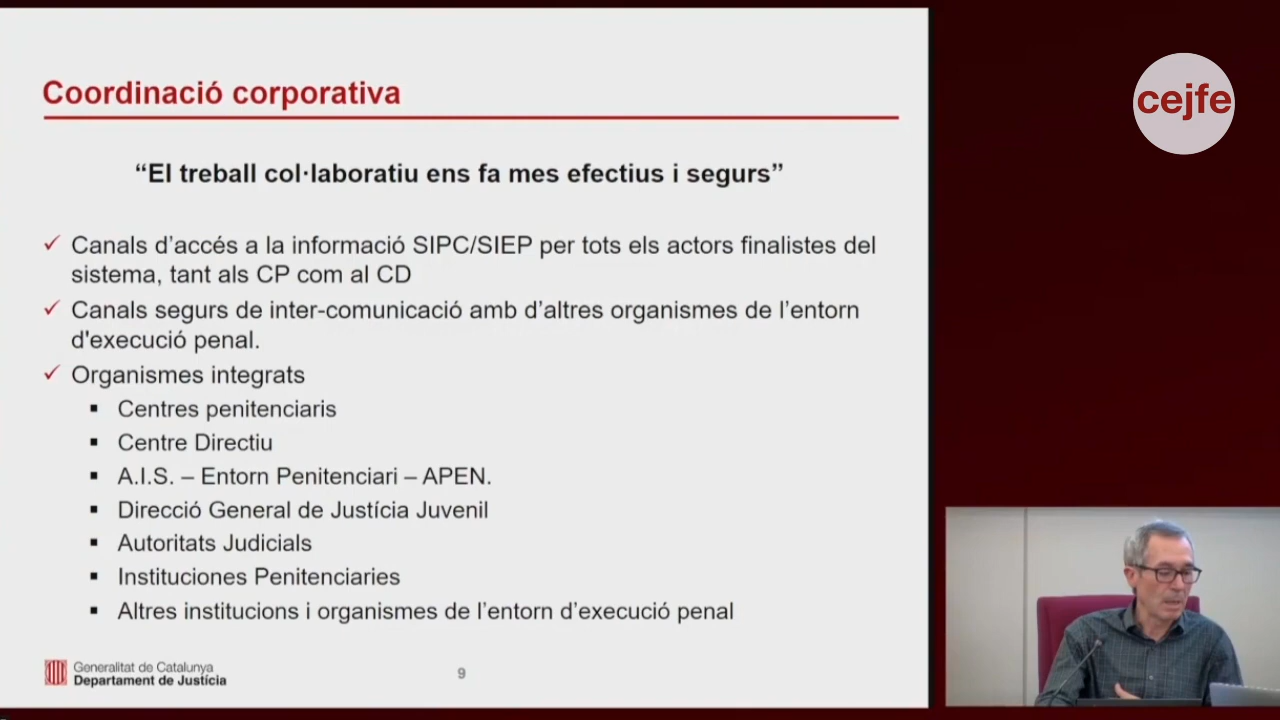 Coordinació corporativa
“El treball col·laboratiu ens fa mes efectius i segurs”
✓ Canals d’accés a la informació SIPC/SIEP per tots els actors finalistes del
sistema, tant als CP com al CD
✓ Canals segurs de inter-comunicació amb d’altres organismes de l’entorn
d'execució penal.
✓ Organismes integrats
▪ Centres penitenciaris
▪ Centre Directiu
▪ A.I.S. – Entorn Penitenciari – APEN.
▪ Direcció General de Justícia Juvenil
▪ Autoritats Judicials
▪ Instituciones Penitenciaries
▪ Altres institucions i organismes de l’entorn d’execució penal
Generalitat de Catalunya
Departament de Justícia
9
cejfe